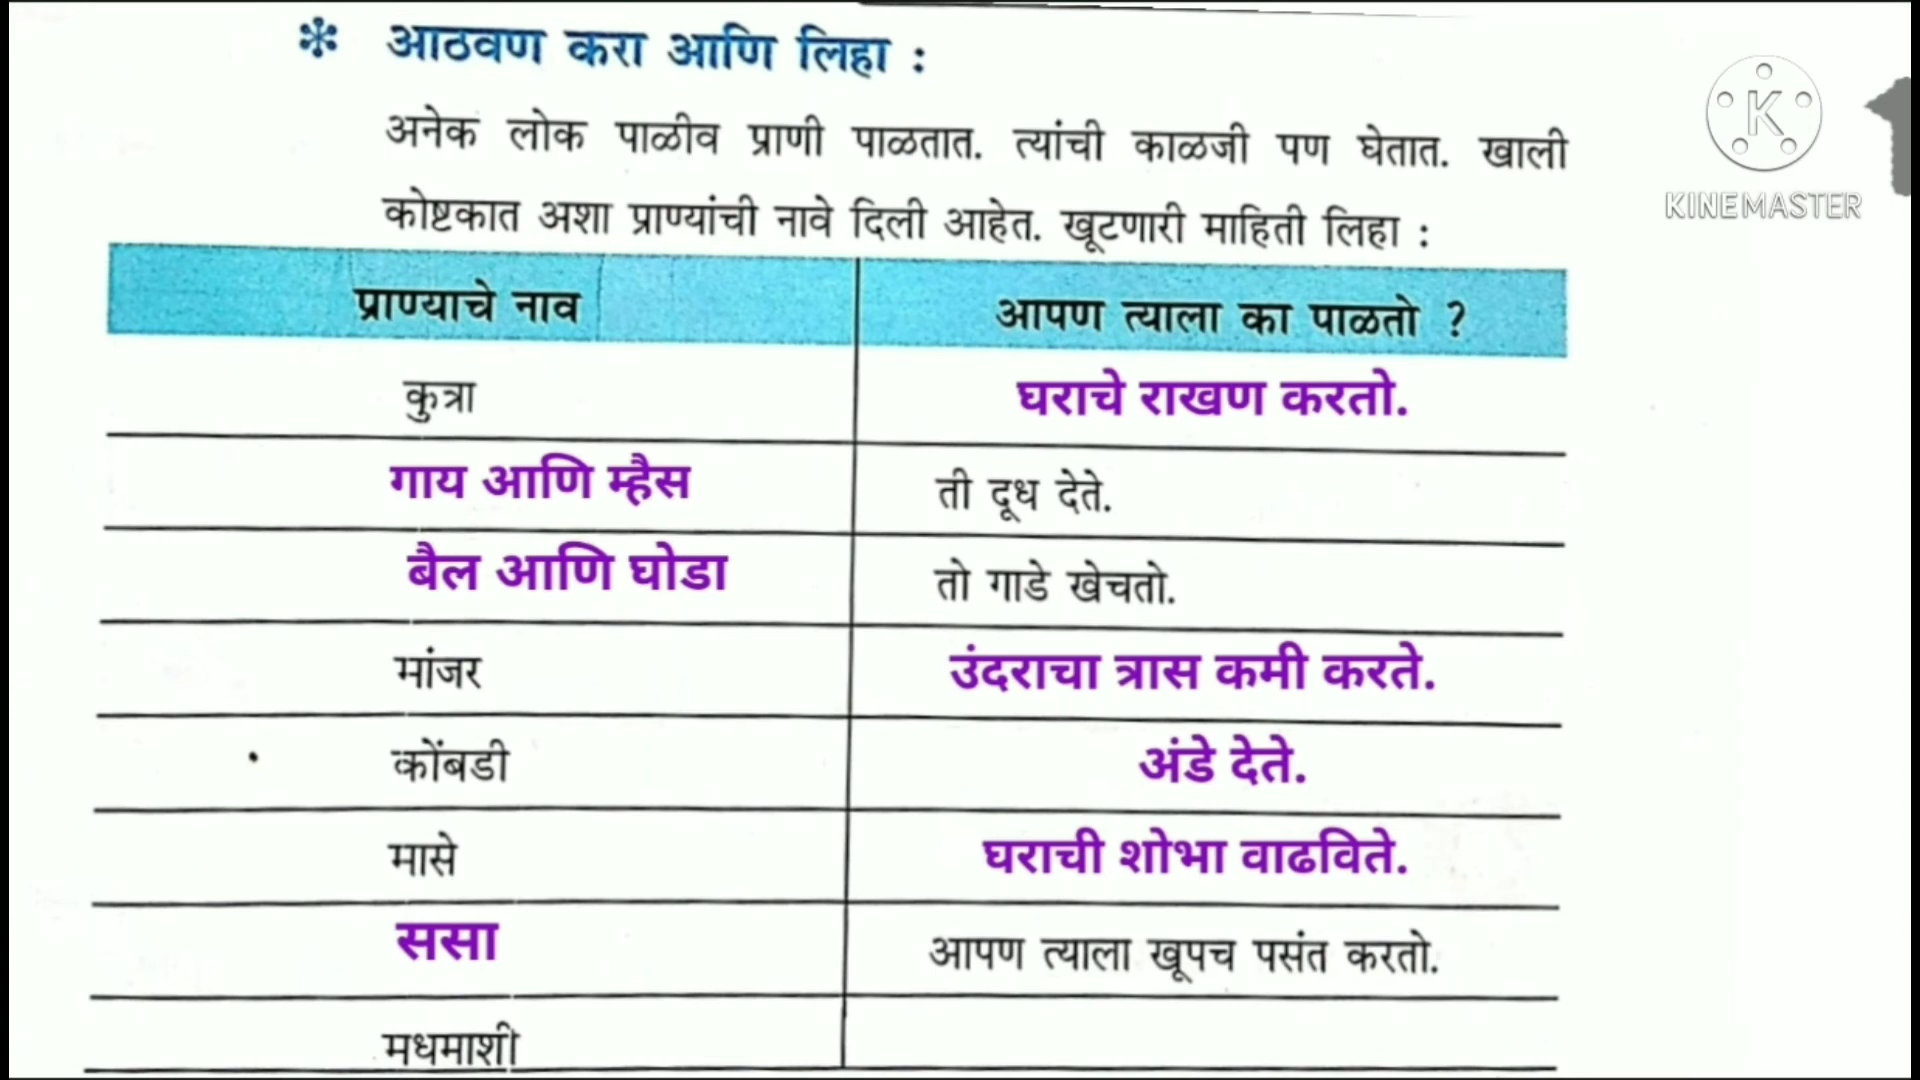 * आठवण करा आणि लिहा :
अनेक लोक पाळीव प्राणी पाळतात. त्यांची काळजी पण घेतात. खाली
कोष्टकात अशा प्राण्यांची नावे दिली आहेत. खूटणारी माहिती लिहा :
KINEMASTER
प्राण्याचे नाव आपण त्याला का पाळतो ?
कुत्रा घराचे राखण करतो.
गाय आणि म्हैस ती दूध देते.
बैल आणि घोडा तो गाडे खेचतो.
मांजर उंदराचा त्रास कमी करते.
कोंबडी अंडे देते.
मासे घराची शोभा वाढविते.
ससा आपण त्याला खूपच पसंत करतो.
मधमाशी